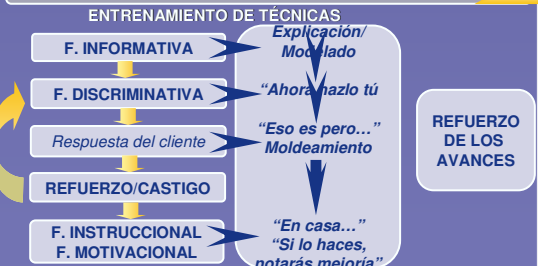 ENTRENAMIENTO DE TÉCNICAS
F. INFORMATIVA
Explicación/
Modelado
F. DISCRIMINATIVA
“Ahora hazlo tú
Respuesta del cliente
“Eso es pero…”
Moldeamiento
REFUERZO/CASTIGO
F. INSTRUCCIONAL
F. MOTIVACIONAL
“En casa…”
“Si lo haces,
notarás mejoría”
REFUERZO
DE LOS
AVANCES